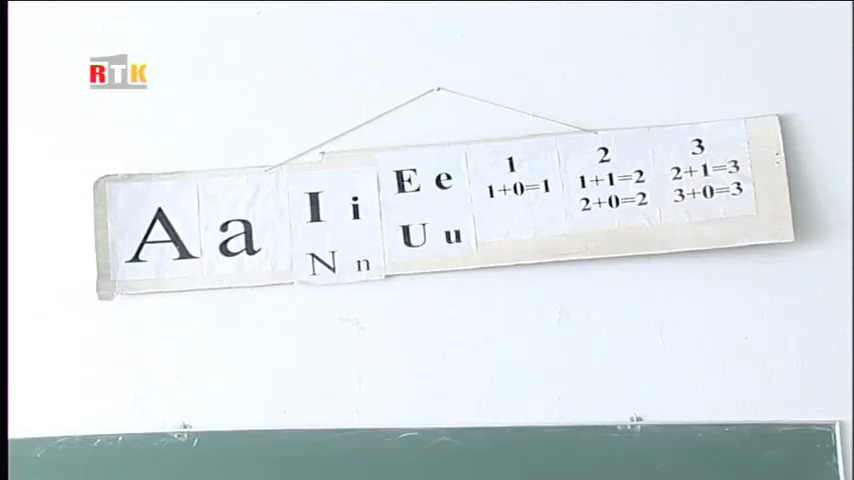 RTK
A a
I i
N n
E e
U u
1
1+0=1
2
1+1=2
2+0=2
3
2+1=3
3+0=3